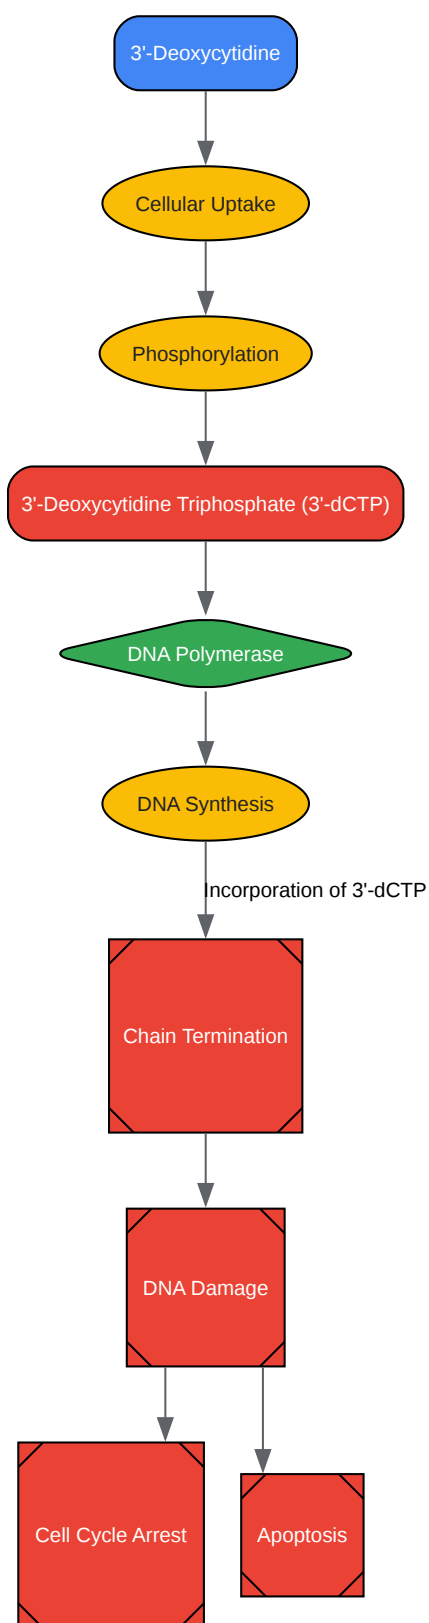 3'-Deoxycytidine
Cellular Uptake
Phosphorylation
3'-Deoxycytidine Triphosphate (3'-dCTP)
DNA Polymerase
DNA Synthesis
Incorporation of 3'-dCTP
Chain Termination
DNA Damage
Cell Cycle Arrest
Apoptosis